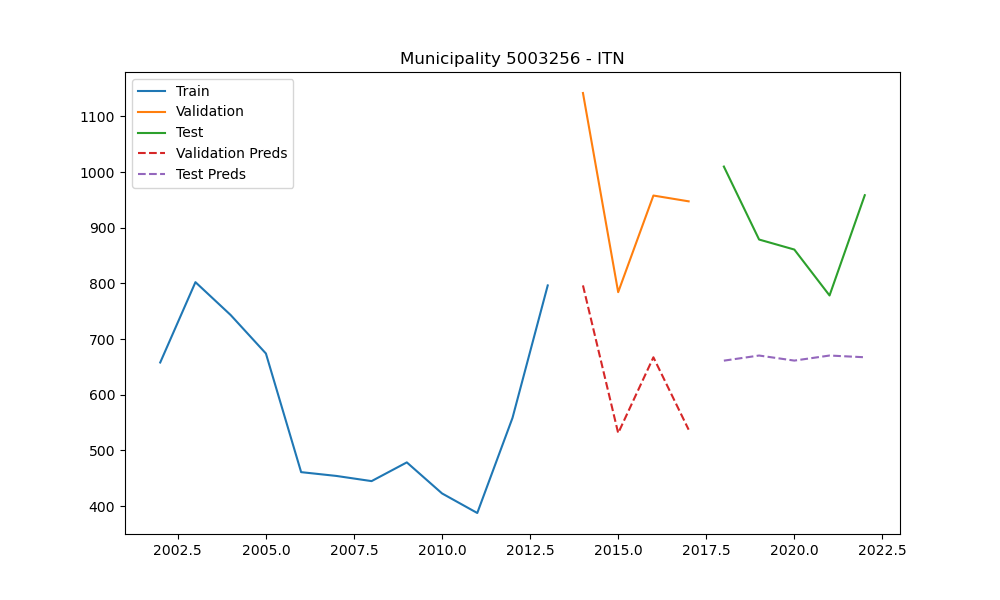 Municipality 5003256 - ITN
Train
Validation
Test
Validation Preds
Test Preds
1100
1000
900
800
700
600
500
400
2002.5 2005.0 2007.5 2010.0 2012.5 2015.0 2017.5 2020.0 2022.5